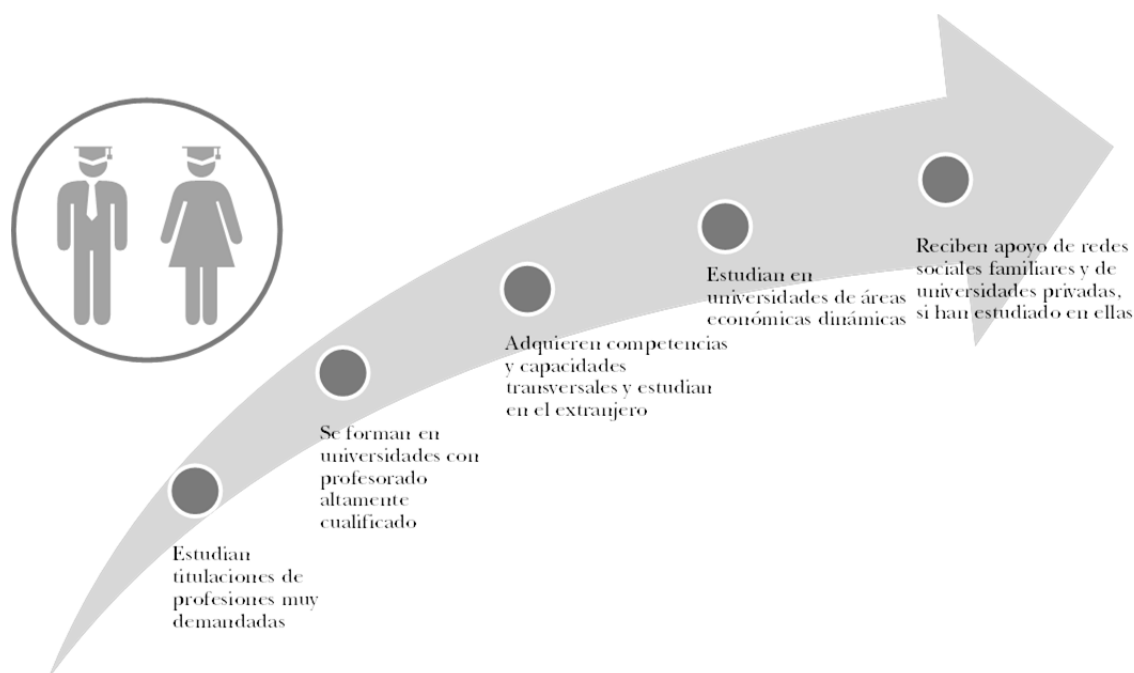 Estudian
titulaciones de
profesiones muy
demandadas
Se forman en
universidades con
profesorado
altamente
cualificado
Adquieren competencias
y capacidades
transversales y estudian
en el extranjero
Estudian en
universidades de áreas
económicas dinámicas
Reciben apoyo de redes
sociales familiares y de
universidades privadas,
si han estudiado en ellas